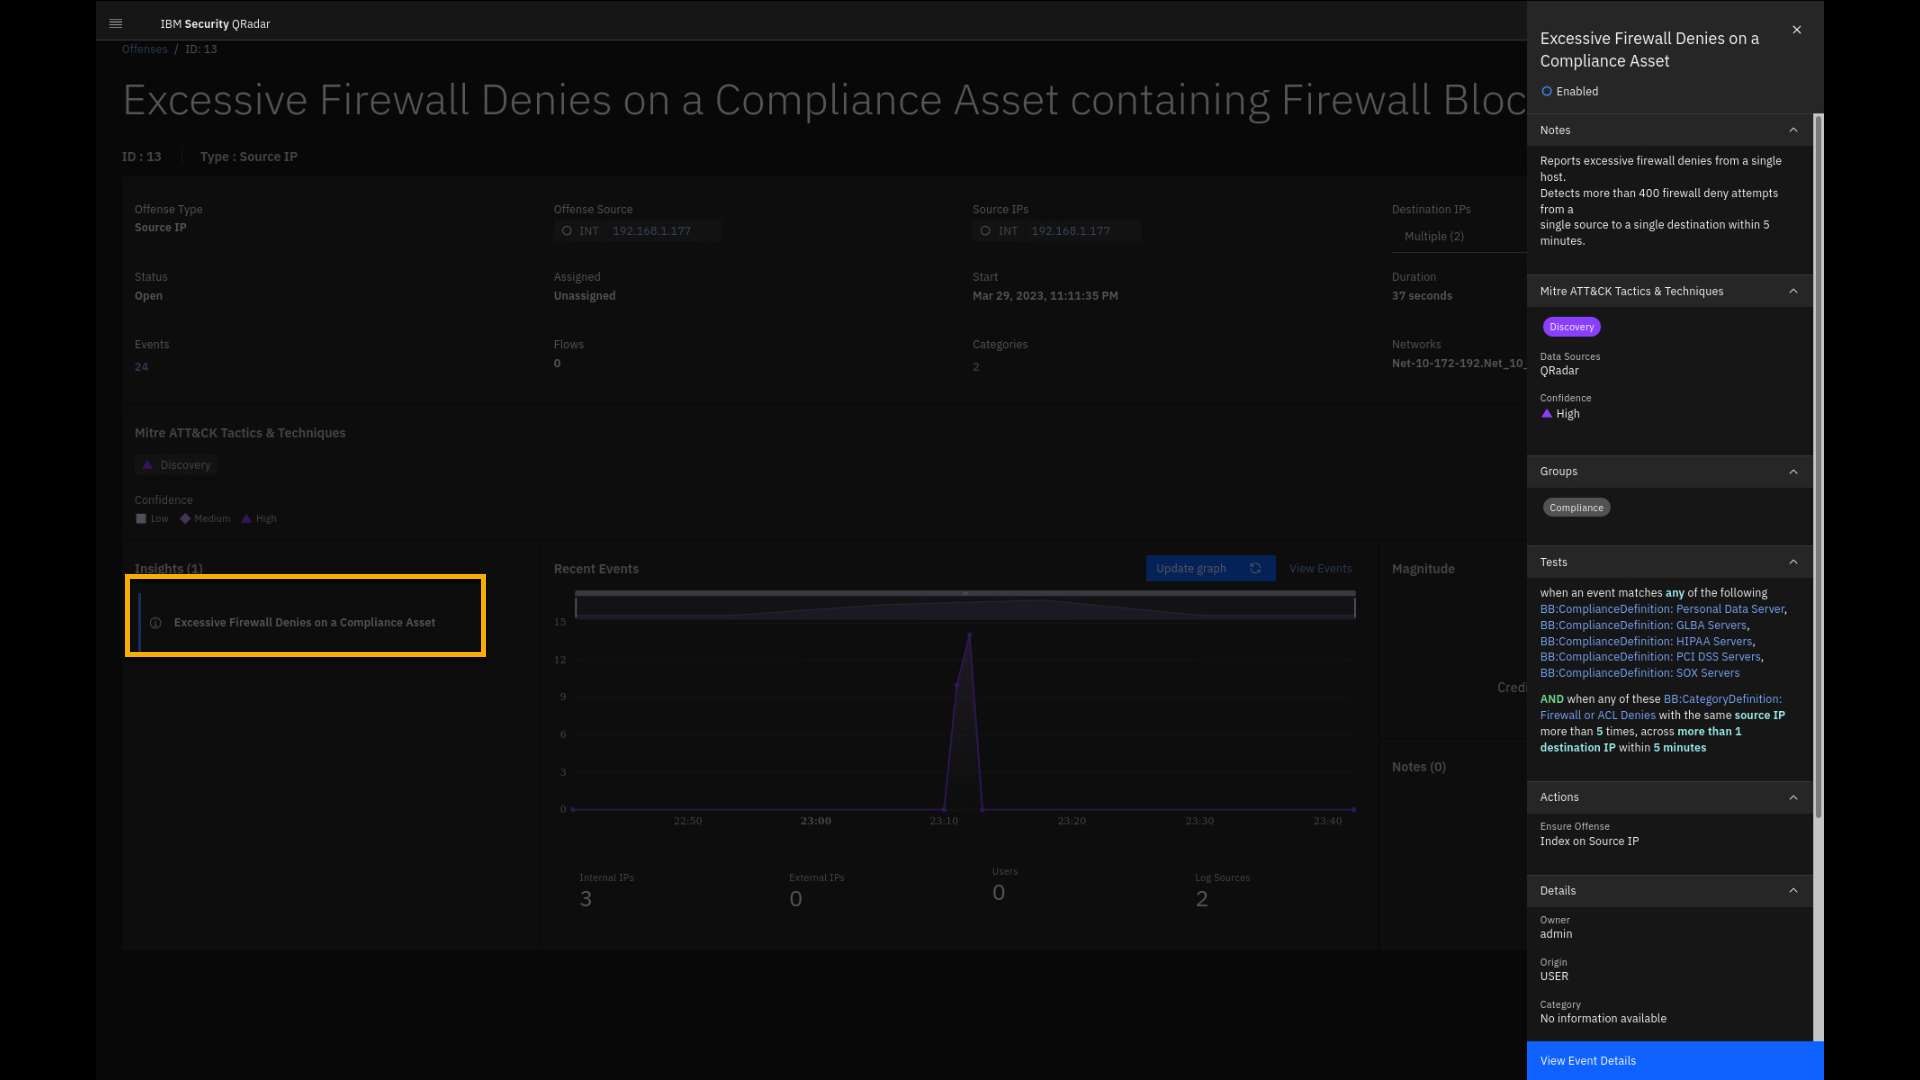 IBM Security QRadar
Offenses / ID: 13
Excessive Firewall Denies on a Compliance Asset containing Firewall Bloc
ID : 13 Type : Source IP
Offense Type
Source IP
Offense Source
INT 192.168.1.177
Source IPs
INT 192.168.1.177
Destination IPs
Multiple (2)
Status
Open
Assigned
Unassigned
Start
Mar 29, 2023, 11:11:35 PM
Duration
37 seconds
Events
24
Flows
0
Categories
2
Networks
Net-10-172-192.Net_10_
Mitre ATT&CK Tactics & Techniques
Discovery
Confidence
Low Medium High
Insights (1)
Excessive Firewall Denies on a Compliance Asset
Recent Events
Update graph View Events
15
12
9
6
3
0
22:50 23:00 23:10 23:20 23:30 23:40
Internal IPs
3
External IPs
0
Users
0
Log Sources
2
Magnitude
Credi
Notes (0)
Excessive Firewall Denies on a
Compliance Asset
Enabled
Notes
Reports excessive firewall denies from a single
host.
Detects more than 400 firewall deny attempts
from a
single source to a single destination within 5
minutes.
Mitre ATT&CK Tactics & Techniques
Discovery
Data Sources
QRadar
Confidence
High
Groups
Compliance
Tests
when an event matches any of the following
BB:ComplianceDefinition: Personal Data Server,
BB:ComplianceDefinition: GLBA Servers,
BB:ComplianceDefinition: HIPAA Servers,
BB:ComplianceDefinition: PCI DSS Servers,
BB:ComplianceDefinition: SOX Servers
AND when any of these BB:CategoryDefinition:
Firewall or ACL Denies with the same source IP
more than 5 times, across more than 1
destination IP within 5 minutes
Actions
Ensure Offense
Index on Source IP
Details
Owner
admin
Origin
USER
Category
No information available
View Event Details